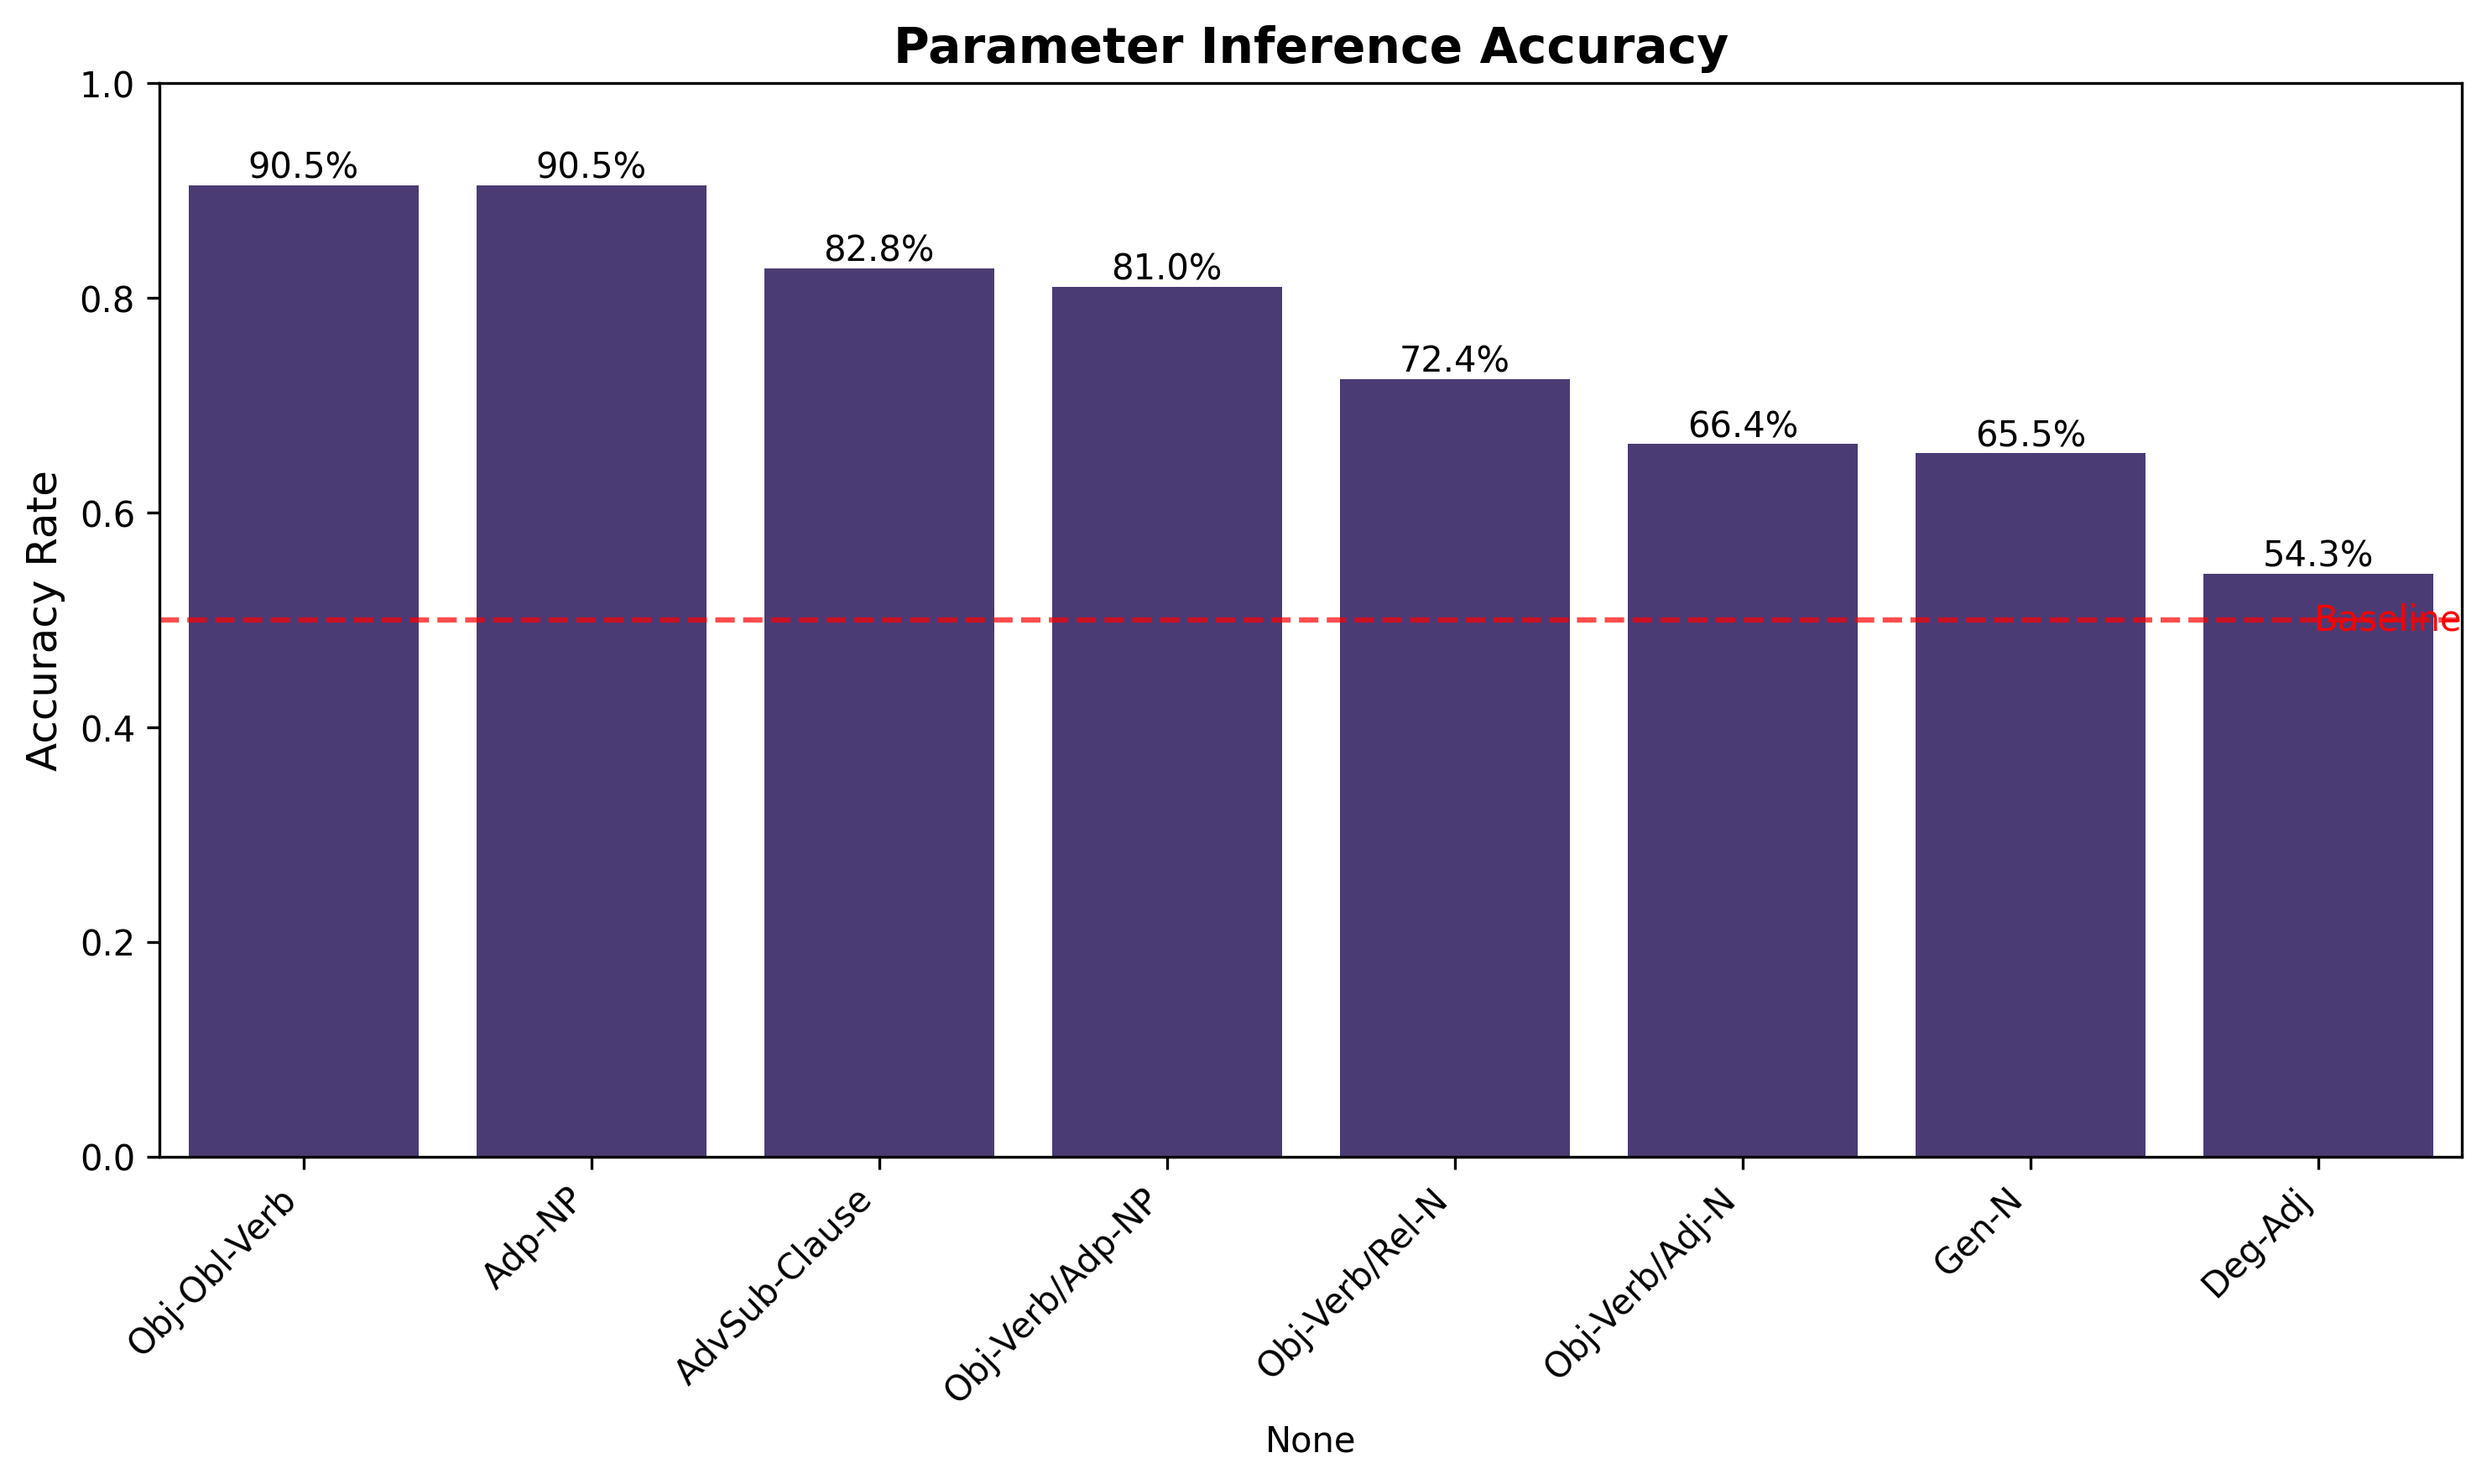 Parameter Inference Accuracy
Accuracy Rate
1.0
0.8
0.6
0.4
0.2
0.0
90.5%
90.5%
82.8%
81.0%
72.4%
66.4%
65.5%
54.3%
Baseline
Obj-Obl-Verb
Adp-NP
AdvSub-Clause
Obj-Verb/Adp-NP
Obj-Verb/Rel-N
Obj-Verb/Adj-N
Gen-N
Deg-Adj
None